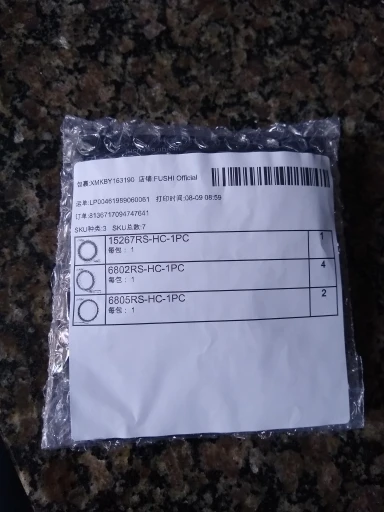 包裹:XMKBY163190 店铺:FUSHI Official
运单:LP00461989060061 打印时间:08-09 08:59
订单:8136717094747641
SKU种类:3 SKU总数:7
15267RS-HC-1PC 1
每包: 1
6802RS-HC-1PC 4
每包: 1
6805RS-HC-1PC 2
每包: 1